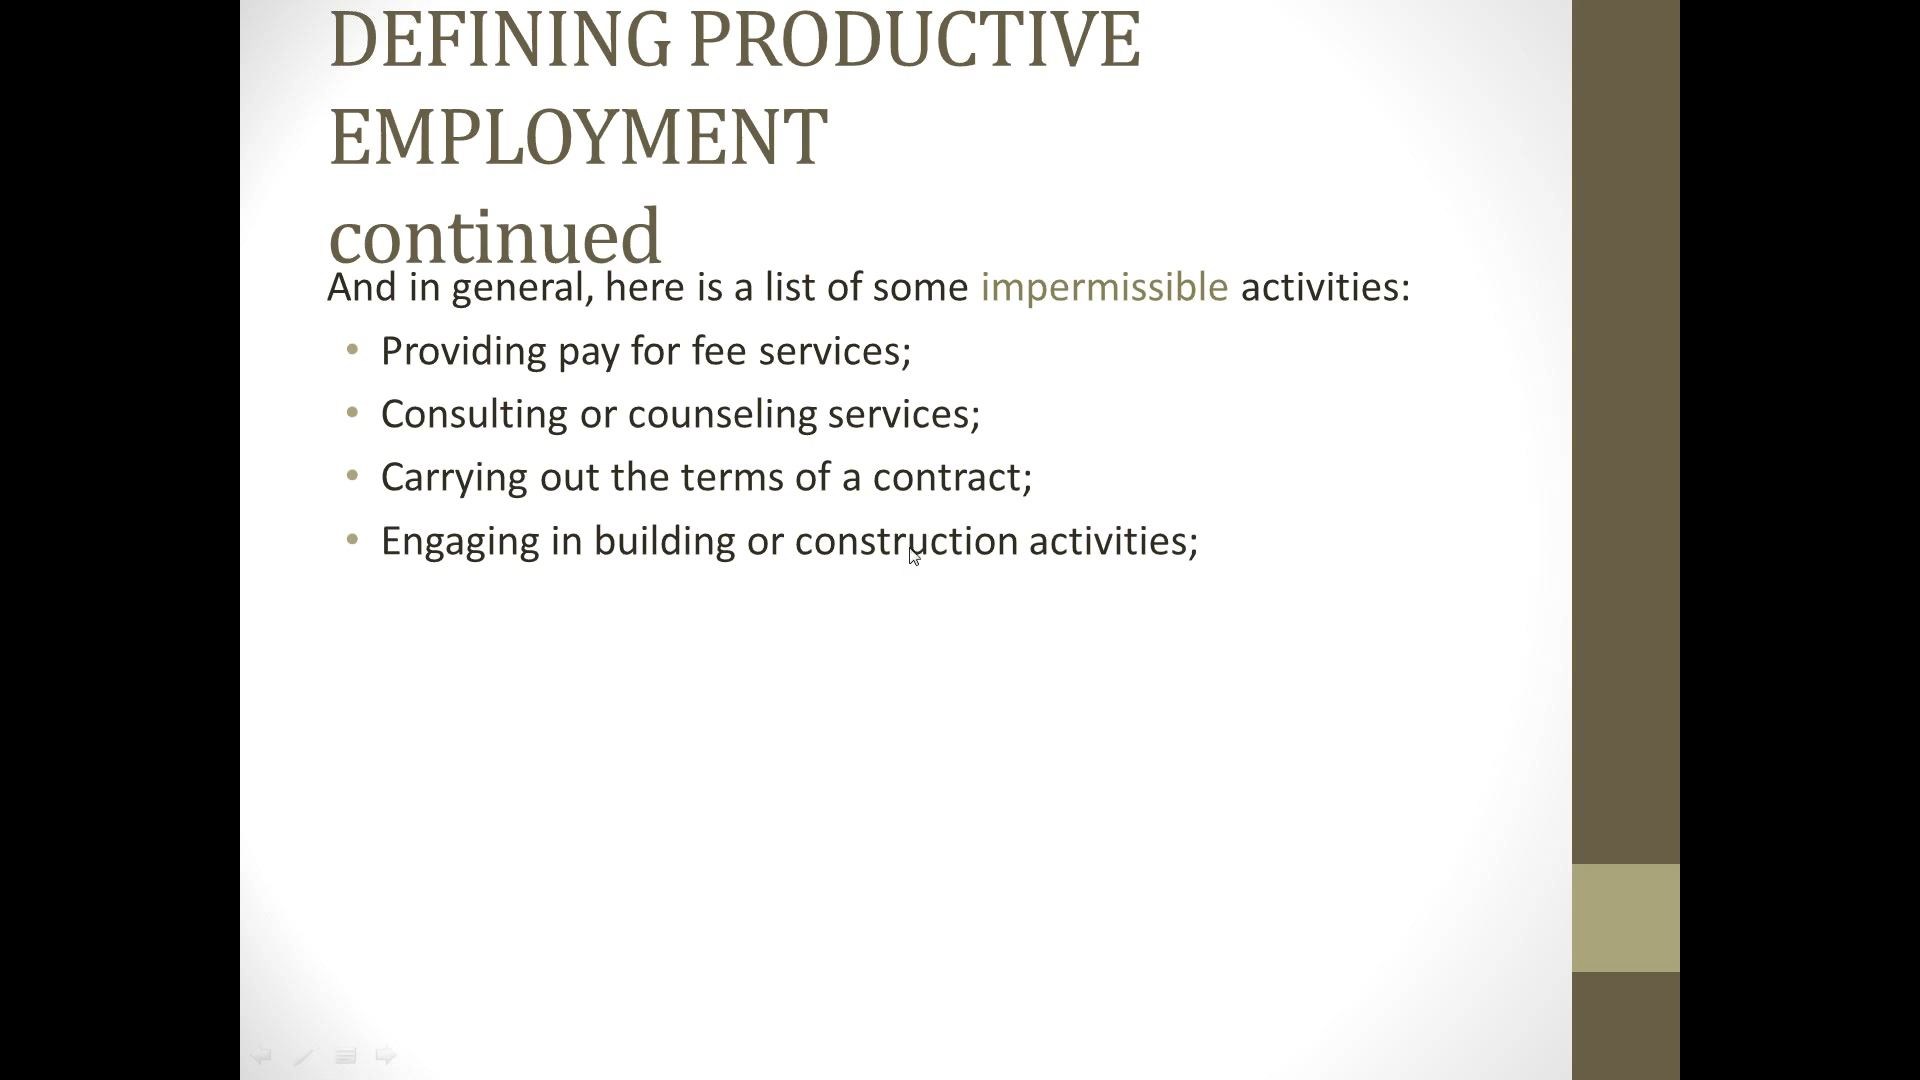 DEFINING PRODUCTIVE
EMPLOYMENT
continued
And in general, here is a list of some impermissible activities:
• Providing pay for fee services;
• Consulting or counseling services;
• Carrying out the terms of a contract;
• Engaging in building or construction activities;